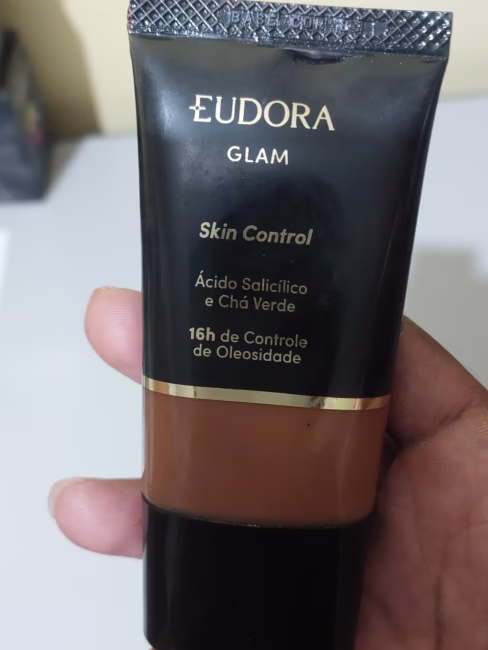 EUDORA
GLAM
Skin Control
Ácido Salicílico
e Chá Verde
16h de Controle
de Oleosidade